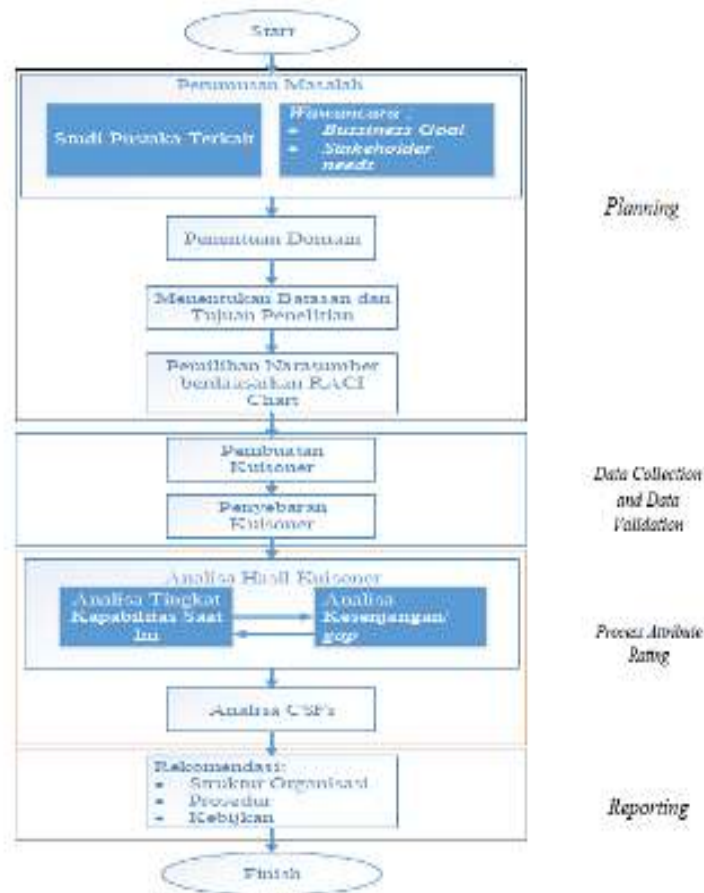 Start
Perumusan Masalah
Studi Pustaka Terkait
Wawancara :
• Bussiness Goal
• Stakeholder
needs
Planning
Penentuan Domain
Menentukan Batasan dan
Tujuan Penelitian
Pemilihan Narasumber
berdasarkan RACI
Chart
Pembuatan
Kuisoner
Penyebaran
Kuisoner
Data Collection
and Data
Validation
Analisa Hasil Kuisoner
Analisa Tingkat
Kapabilitas Saat
Ini
Analisa
Kesenjangan/
gap
Process Attribute
Rating
Analisa CSFs
Rekomendasi:
• Struktur Organisasi
• Prosedur
• Kebijkan
Reporting
Finish